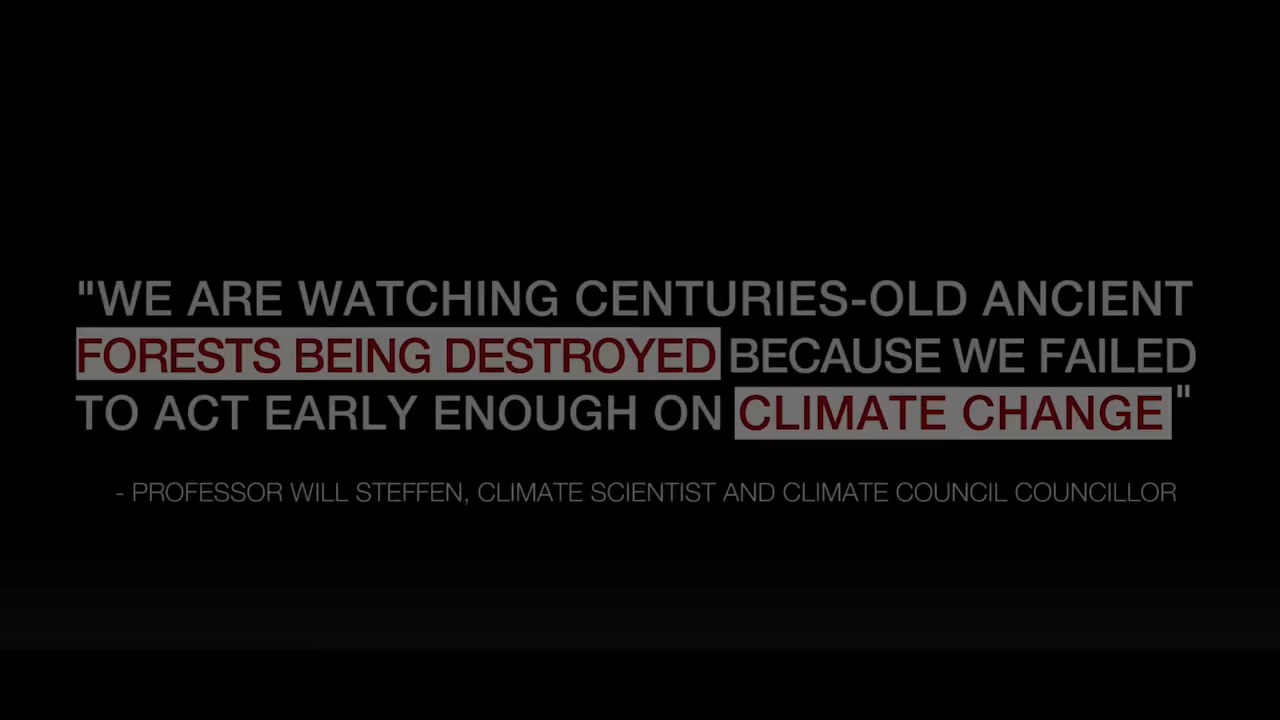 "WE ARE WATCHING CENTURIES-OLD ANCIENT
FORESTS BEING DESTROYED BECAUSE WE FAILED
TO ACT EARLY ENOUGH ON CLIMATE CHANGE"
- PROFESSOR WILL STEFFEN, CLIMATE SCIENTIST AND CLIMATE COUNCIL COUNCILLOR